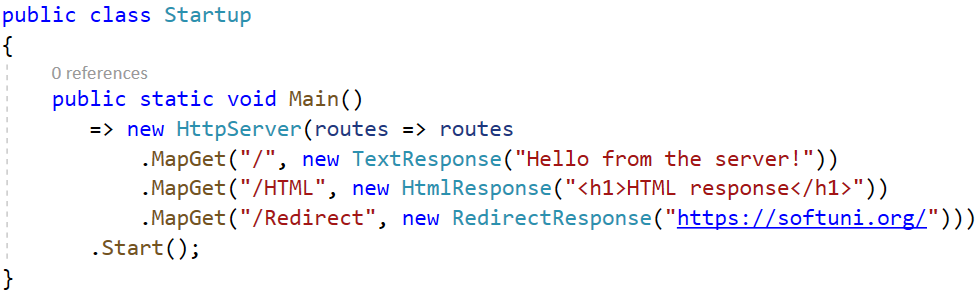 public class Startup
{
0 references
public static void Main()
=> new HttpServer(routes => routes
.MapGet("/", new TextResponse("Hello from the server!"))
.MapGet("/HTML", new HtmlResponse("<h1>HTML response</h1>"))
.MapGet("/Redirect", new RedirectResponse("https://softuni.org/")))
.Start();
}